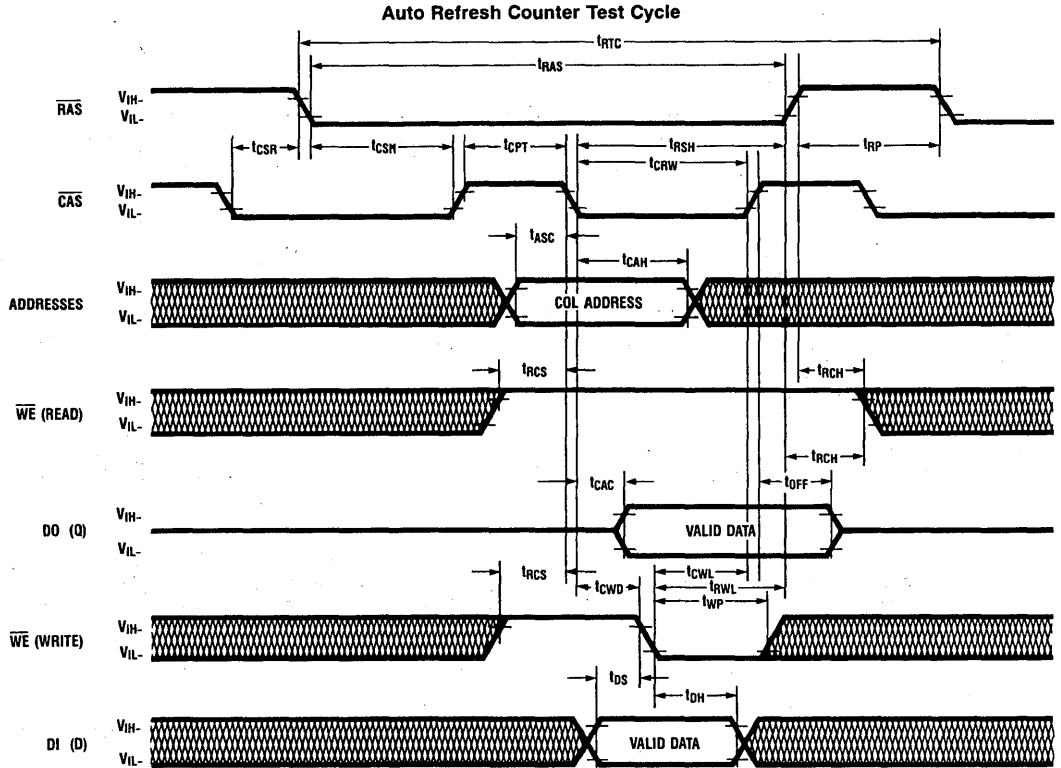 Auto Refresh Counter Test Cycle
tRTC
tRAS
RAS
VIH-
VIL-
tCSR
tCSH
tCPT
tRSH
tRP
tCRW
CAS
VIH-
VIL-
tASC
tCAH
ADDRESSES
VIH-
VIL-
COL ADDRESS
tRCS
tRCH
WE (READ)
VIH-
VIL-
tRCH
tCAC
tOFF
DO (Q)
VIH-
VIL-
VALID DATA
tRCS
tCWD
tCWL
tRWL
tWP
WE (WRITE)
VIH-
VIL-
tDS
tDH
DI (D)
VIH-
VIL-
VALID DATA